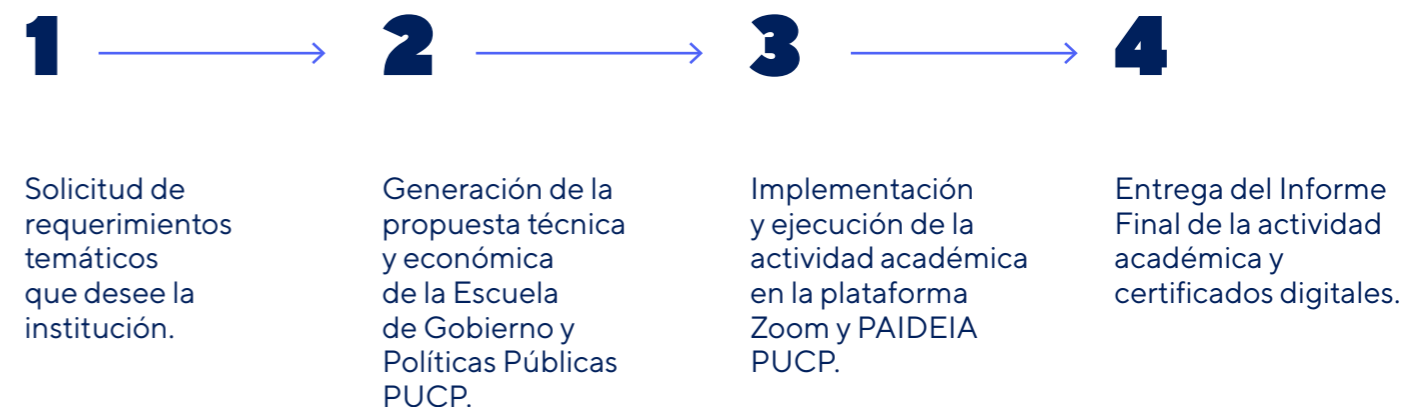 1
2
3
4
Solicitud de
requerimientos
temáticos
que desee la
institución.
Generación de la
propuesta técnica
y económica
de la Escuela
de Gobierno y
Políticas Públicas
PUCP.
Implementación
y ejecución de la
actividad académica
en la plataforma
Zoom y PAIDEIA
PUCP.
Entrega del Informe
Final de la actividad
académica y
certificados digitales.